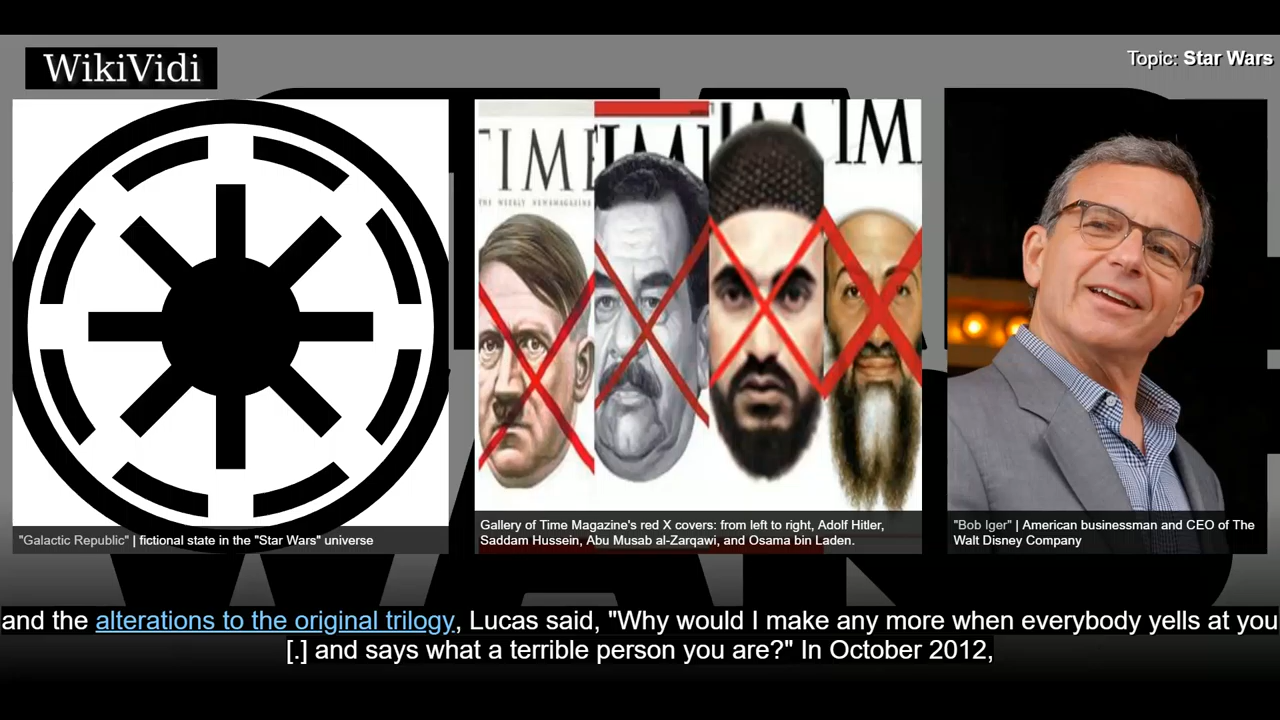 WikiVidi
Topic: Star Wars
TIME
THE WEEKLY NEWSMAGAZINE
"Galactic Republic" | fictional state in the "Star Wars" universe
Gallery of Time Magazine's red X covers: from left to right, Adolf Hitler,
Saddam Hussein, Abu Musab al-Zarqawi, and Osama bin Laden.
"Bob Iger" | American businessman and CEO of The
Walt Disney Company
and the alterations to the original trilogy, Lucas said, "Why would I make any more when everybody yells at you
[.] and says what a terrible person you are?" In October 2012,